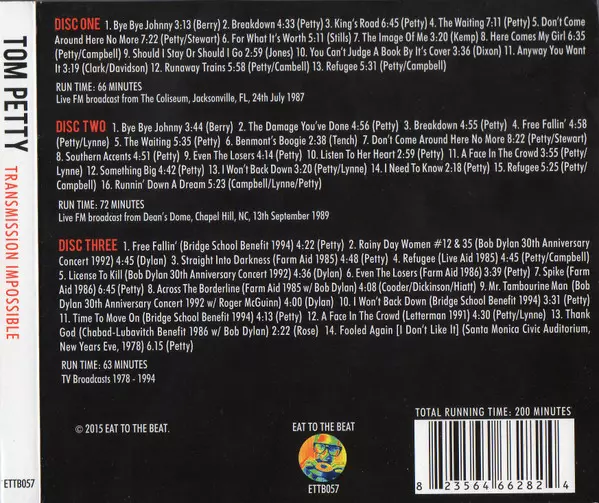 TOM PETTY TRANSMISSION IMPOSSIBLE
ETTB057
DISC ONE 1. Bye Bye Johnny 3:13 (Berry) 2. Breakdown 4:33 (Petty) 3. King's Road 6:45 (Petty) 4. The Waiting 7:11 (Petty) 5. Don't Come
Around Here No More 7:22 (Petty/Stewart) 6. For What It's Worth 5:11 (Stills) 7. The Image Of Me 3:20 (Kemp) 8. Here Comes My Girl 6:35
(Petty/Campbell) 9. Should I Stay Or Should I Go 2:59 (Jones) 10. You Can't Judge A Book By It's Cover 3:36 (Dixon) 11. Anyway You Want
It 3:19 (Clark/Davidson) 12. Runaway Trains 5:58 (Petty/Cambell) 13. Refugee 5:31 (Petty/Campbell)
RUN TIME: 66 MINUTES
Live FM broadcast from The Coliseum, Jacksonville, FL, 24th July 1987
DISC TWO 1. Bye Bye Johnny 3:44 (Berry) 2. The Damage You've Done 4:56 (Petty) 3. Breakdown 4:55 (Petty) 4. Free Fallin' 4:58
(Petty/Lynne) 5. The Waiting 5:35 (Petty) 6. Benmont's Boogie 2:38 (Tench) 7. Don't Come Around Here No More 8:22 (Petty/Stewart)
8. Southern Accents 4:51 (Petty) 9. Even The Losers 4:14 (Petty) 10. Listen To Her Heart 2:59 (Petty) 11. A Face In The Crowd 3:55 (Petty/
Lynne) 12. Something Big 4:42 (Petty) 13. I Won't Back Down 3:20 (Petty/Lynne) 14. I Need To Know 2:18 (Petty) 15. Refugee 5:25 (Petty/
Campbell) 16. Runnin' Down A Dream 5:23 (Campbell/Lynne/Petty)
RUN TIME: 72 MINUTES
Live FM broadcast from Dean's Dome, Chapel Hill, NC, 13th September 1989
DISC THREE 1. Free Fallin' (Bridge School Benefit 1994) 4:22 (Petty) 2. Rainy Day Women #12 & 35 (Bob Dylan 30th Anniversary
Concert 1992) 4:45 (Dylan) 3. Straight Into Darkness (Farm Aid 1985) 4:48 (Petty) 4. Refugee (Live Aid 1985) 4:45 (Petty/Campbell)
5. License To Kill (Bob Dylan 30th Anniversary Concert 1992) 4:36 (Dylan) 6. Even The Losers (Farm Aid 1986) 3:39 (Petty) 7. Spike (Farm
Aid 1986) 6:45 (Petty) 8. Across The Borderline (Farm Aid 1985 w/ Bob Dylan) 4:08 (Cooder/Dickinson/Hiatt) 9. Mr. Tambourine Man (Bob
Dylan 30th Anniversary Concert 1992 w/ Roger McGuinn) 4:00 (Dylan) 10. I Won't Back Down (Bridge School Benefit 1994) 3:31 (Petty)
11. Time To Move On (Bridge School Benefit 1994) 4:13 (Petty) 12. A Face In The Crowd (Letterman 1991) 4:30 (Petty/Lynne) 13. Thank
God (Chabad-Lubavitch Benefit 1986 w/ Bob Dylan) 2:22 (Rose) 14. Fooled Again [I Don't Like It] (Santa Monica Civic Auditorium,
New Years Eve, 1978) 6.15 (Petty)
RUN TIME: 63 MINUTES
TV Broadcasts 1978 - 1994
© 2015 EAT TO THE BEAT.
EAT TO THE BEAT
ETTB057
TOTAL RUNNING TIME: 200 MINUTES
8 23564 66282 4